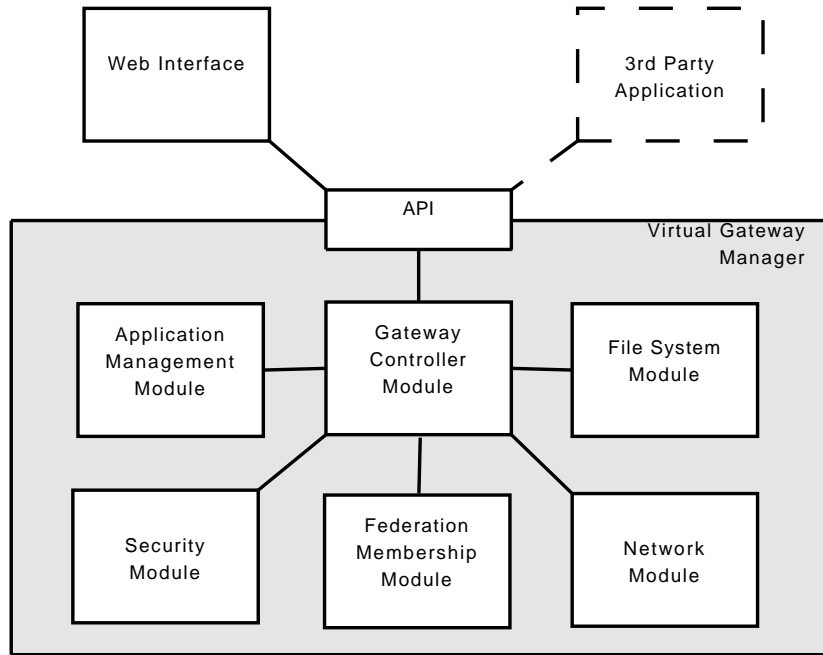 Web Interface
3rd Party
Application
API
Virtual Gateway
Manager
Application
Management
Module
Gateway
Controller
Module
File System
Module
Security
Module
Federation
Membership
Module
Network
Module